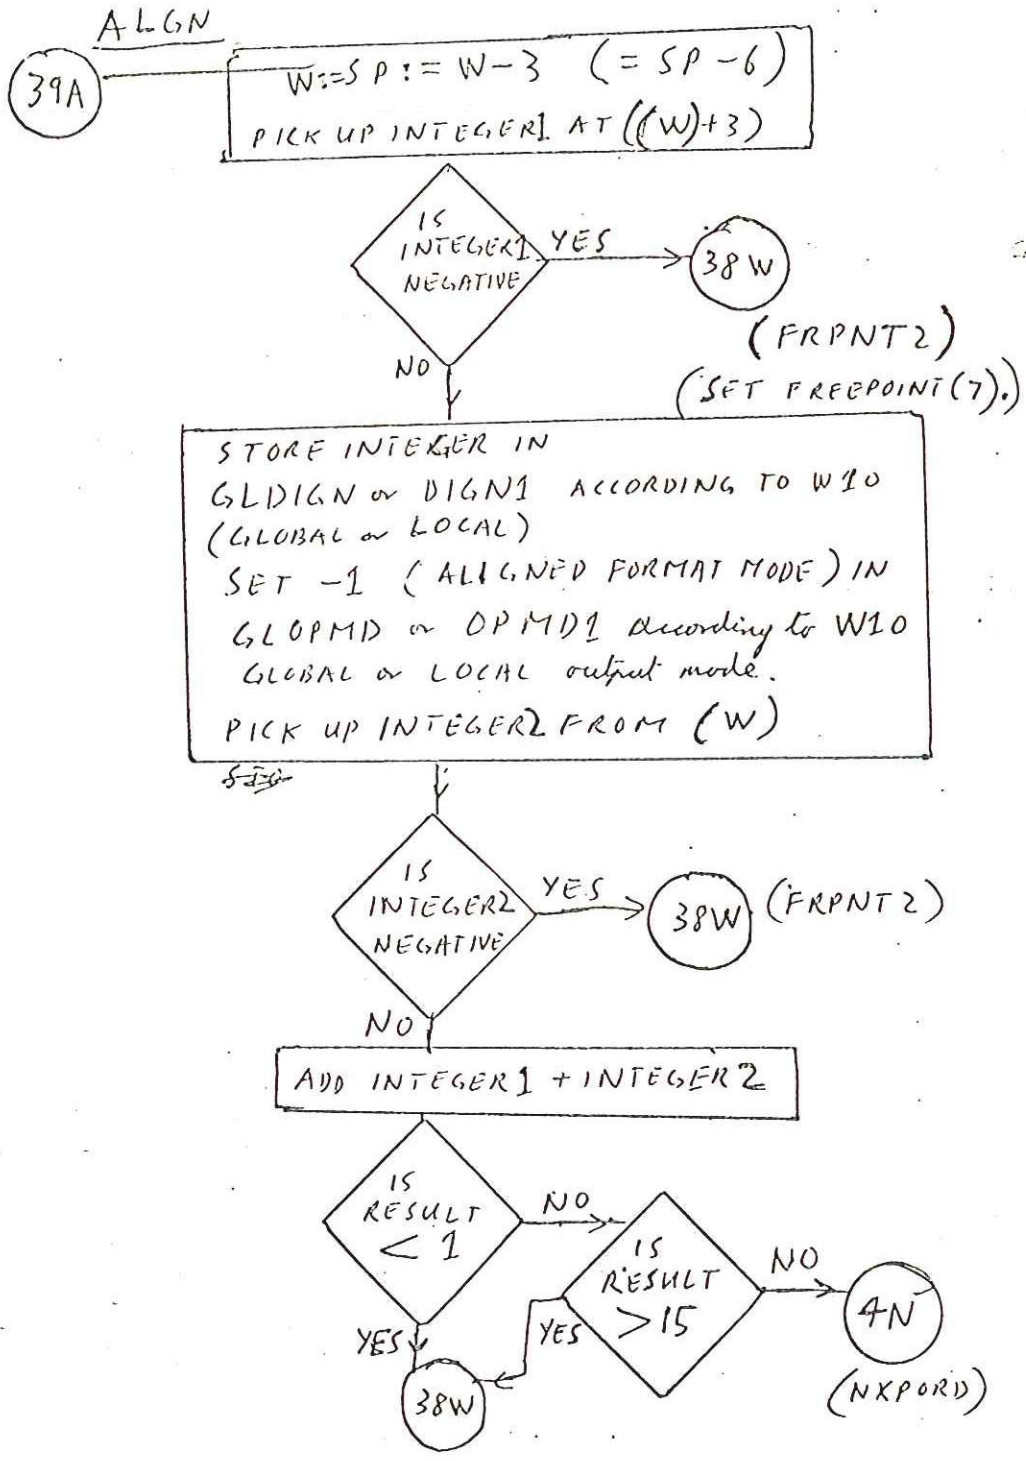 ALGN
39A
W:=SP:=W-3 (=SP-6)
PICK UP INTEGER1 AT((W)+3)
IS
INTEGER1
NEGATIVE
YES
38W
(FRPNT2)
(SET FREEPOINT(7).)
NO
STORE INTEGER IN
GLDIGN or DIGN1 ACCORDING TO W10
(GLOBAL or LOCAL)
SET -1 (ALIGNED FORMAT MODE) IN
GLOPMD or OPMD1 According to W10
GLOBAL or LOCAL output mode.
PICK UP INTEGER2 FROM (W)
IS
INTEGER2
NEGATIVE
YES
38W
(FRPNT2)
NO
ADD INTEGER1 + INTEGER2
IS
RESULT
< 1
NO
IS
RESULT
>15
NO
4N
(NXPORD)
YES
YES
38W